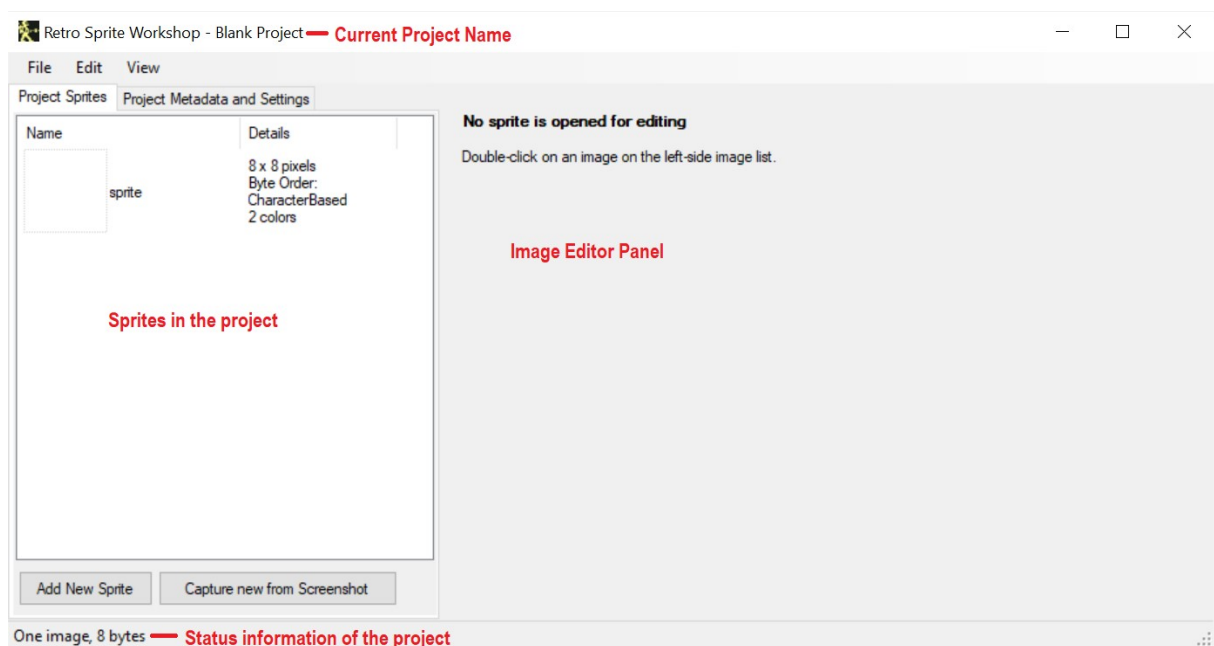 Retro Sprite Workshop - Blank Project Current Project Name
File Edit View
Project Sprites Project Metadata and Settings
Name Details
8 x 8 pixels
Byte Order:
sprite CharacterBased
2 colors
Sprites in the project
Add New Sprite Capture new from Screenshot
No sprite is opened for editing
Double-click on an image on the left-side image list.
Image Editor Panel
One image, 8 bytes Status information of the project